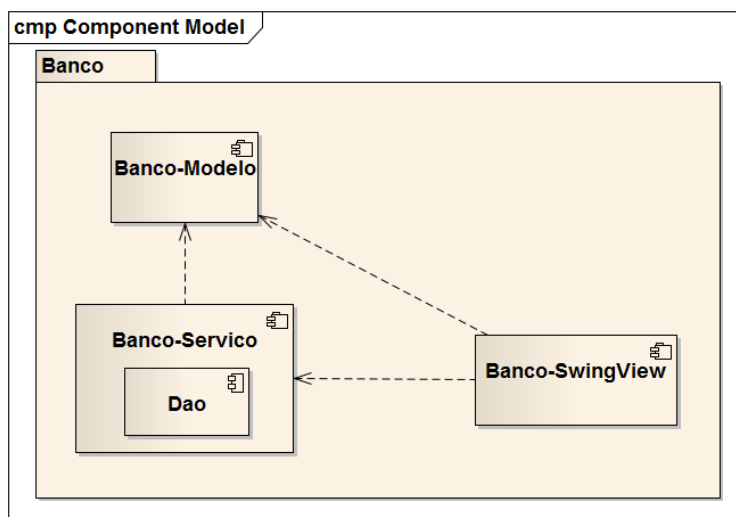 cmp Component Model
Banco
Banco-Modelo
Banco-Servico
Dao
Banco-SwingView